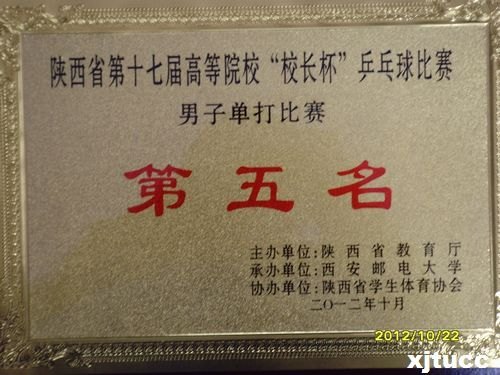 陕西省第十七届高等院校“校长杯”乒乓球比赛
男子单打比赛
第五名
主办单位:陕西省教育厅
承办单位:西安邮电大学
协办单位:陕西省学生体育协会
二〇一二年十月
2012/10/22
xjtucc